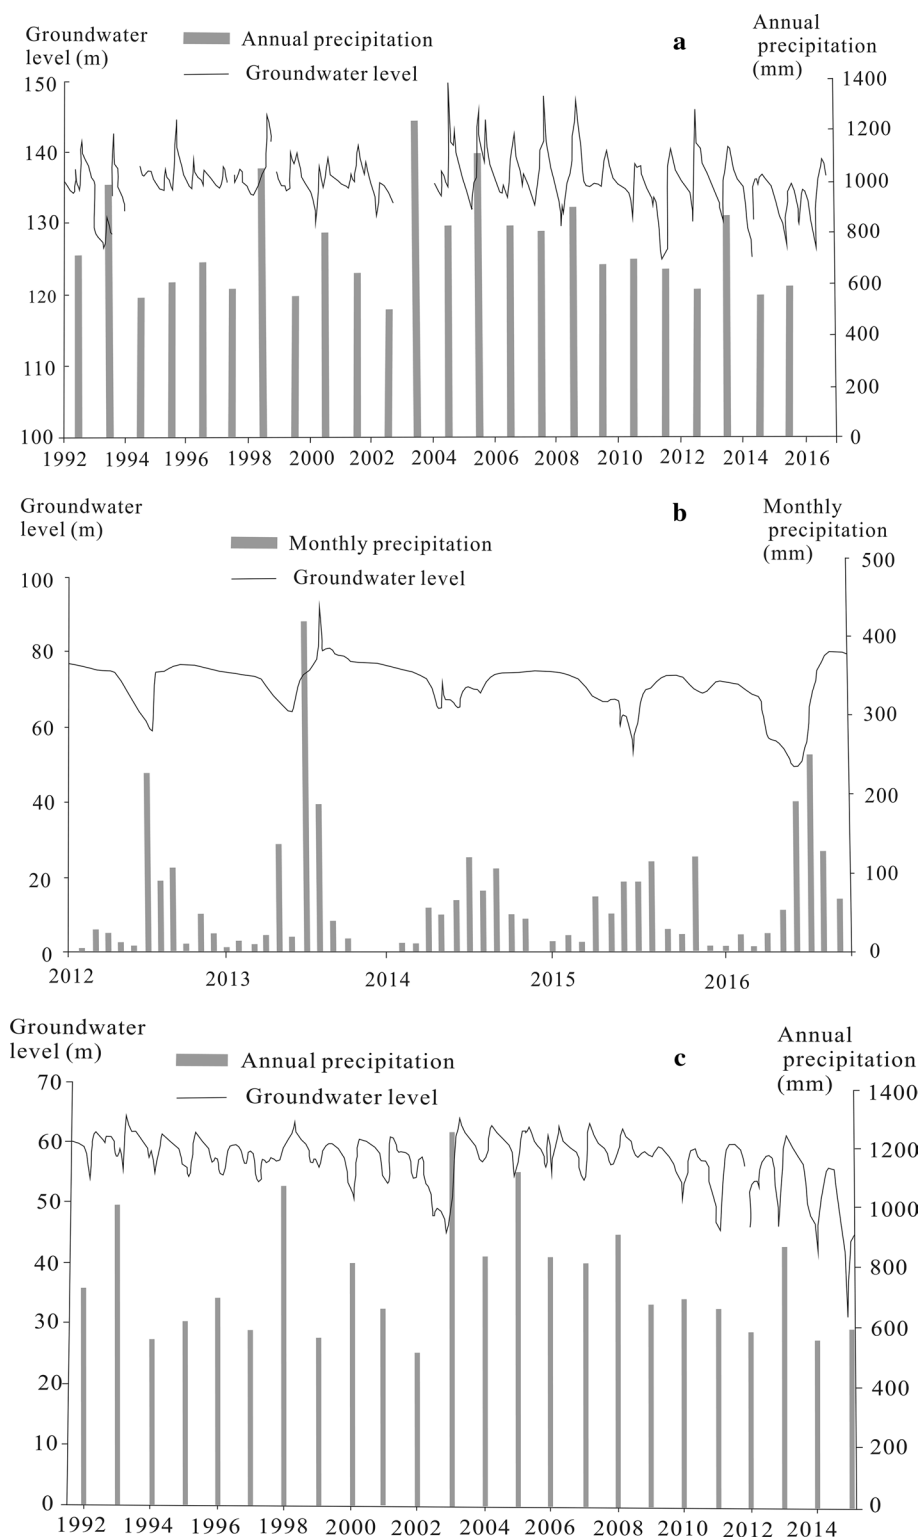 Groundwater
level (m)
Annual precipitation
Groundwater level
a
Annual
precipitation
(mm)
150
140
130
120
110
100
1400
1200
1000
800
600
400
200
0
1992 1994 1996 1998 2000 2002 2004 2006 2008 2010 2012 2014 2016
Groundwater
level (m)
Monthly precipitation
Groundwater level
b
Monthly
precipitation
(mm)
100
80
60
40
20
0
500
400
300
200
100
0
2012 2013 2014 2015 2016
Groundwater
level (m)
Annual precipitation
Groundwater level
c
Annual
precipitation
(mm)
70
60
50
40
30
20
10
0
1400
1200
1000
800
600
400
200
0
1992 1994 1996 1998 2000 2002 2004 2006 2008 2010 2012 2014